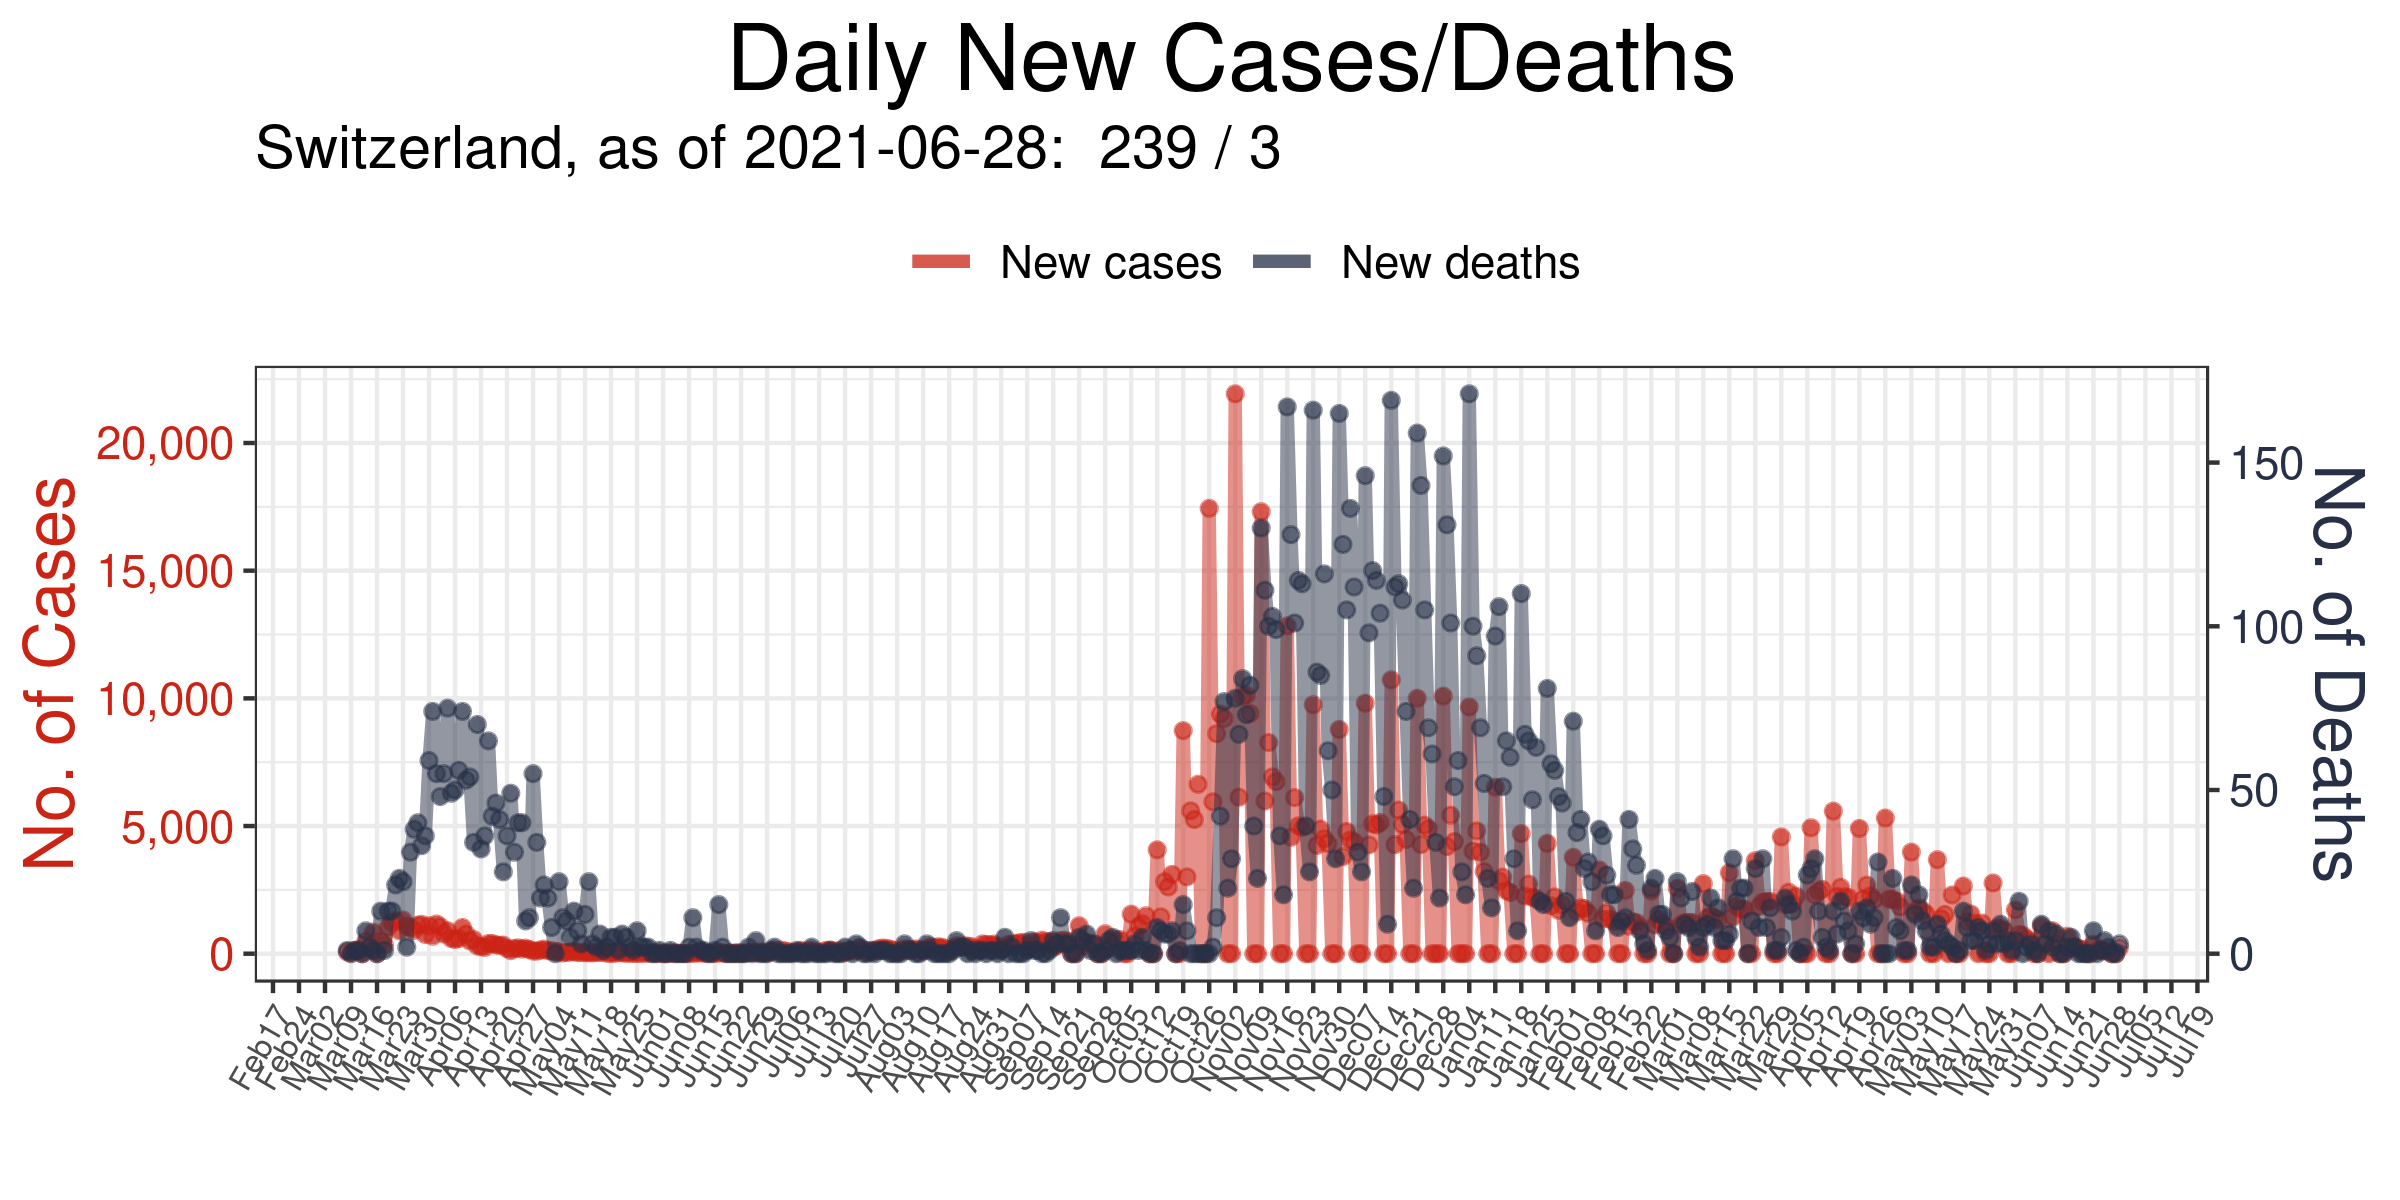 Daily New Cases/Deaths
Switzerland, as of 2021-06-28: 239 / 3
New cases
New deaths
No. of Cases
20,000
15,000
10,000
5,000
0
150
100
50
0
No. of Deaths
Feb17
Feb24
Mar02
Mar09
Mar16
Mar23
Mar30
Apr06
Apr13
Apr20
Apr27
May04
May11
May18
May25
Jun01
Jun08
Jun15
Jun22
Jun29
Jul06
Jul13
Jul20
Jul27
Aug03
Aug10
Aug17
Aug24
Aug31
Sep07
Sep14
Sep21
Sep28
Oct05
Oct12
Oct19
Oct26
Nov02
Nov09
Nov16
Nov23
Nov30
Dec07
Dec14
Dec21
Dec28
Jan04
Jan11
Jan18
Jan25
Feb01
Feb08
Feb15
Feb22
Mar01
Mar08
Mar15
Mar22
Mar29
Apr05
Apr12
Apr19
Apr26
May03
May10
May17
May24
May31
Jun07
Jun14
Jun21
Jun28
Jul05
Jul12
Jul19